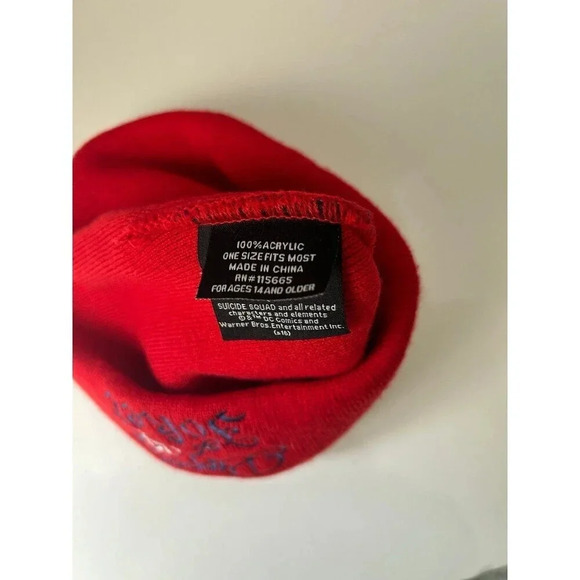 100% ACRYLIC
ONE SIZE FITS MOST
MADE IN CHINA
RN# 115665
FOR AGES 14 AND OLDER
SUICIDE SQUAD and all related
characters and elements
©&™ DC Comics and
Warner Bros. Entertainment Inc.
(s16)